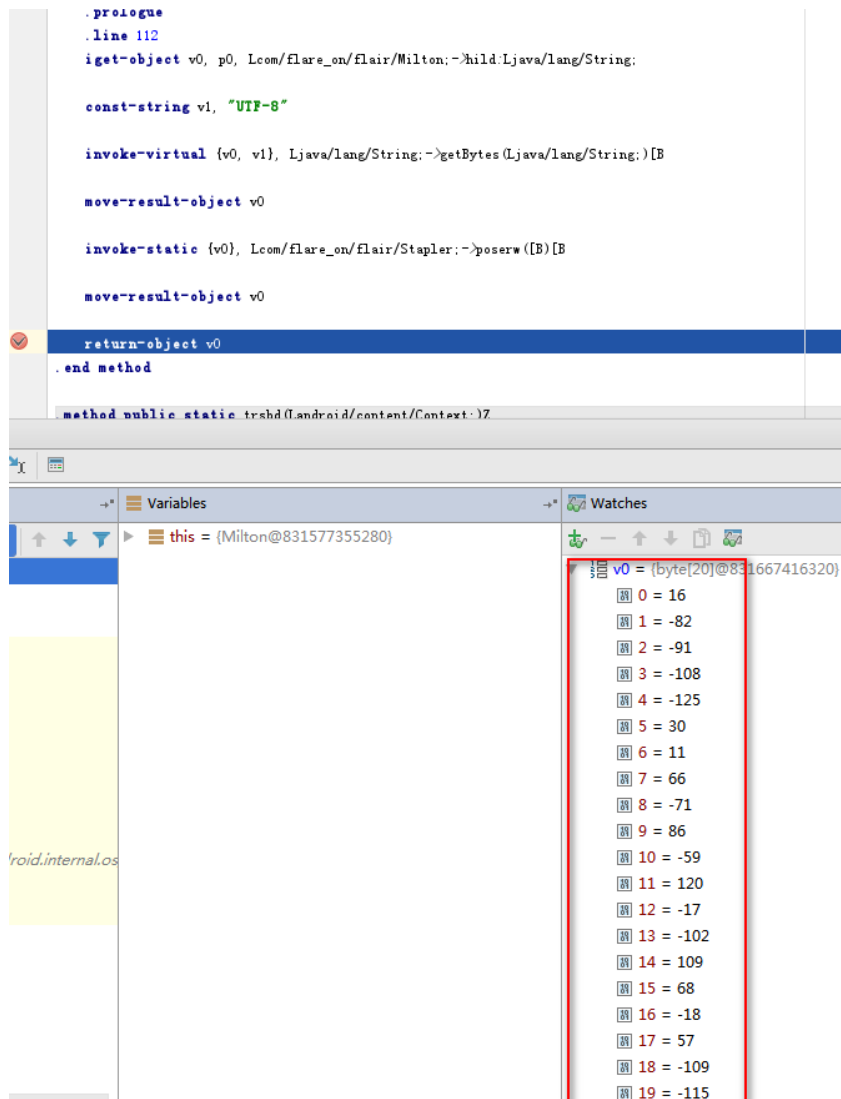 .prologue
.line 112
iget-object v0, p0, Lcom/flare_on/flair/Milton;->hild:Ljava/lang/String;
const-string v1, "UTF-8"
invoke-virtual {v0, v1}, Ljava/lang/String;->getBytes(Ljava/lang/String;)[B
move-result-object v0
invoke-static {v0}, Lcom/flare_on/flair/Stapler;->poserw([B)[B
move-result-object v0
return-object v0
.end method
.method public static trshd(Landroid/content/Context;)Z
Variables
Watches
this = {Milton@831577355280}
v0 = {byte[20]@831667416320}
0 = 16
1 = -82
2 = -91
3 = -108
4 = -125
5 = 30
6 = 11
7 = 66
8 = -71
9 = 86
10 = -59
roid.internal.os
11 = 120
12 = -17
13 = -102
14 = 109
15 = 68
16 = -18
17 = 57
18 = -109
19 = -115